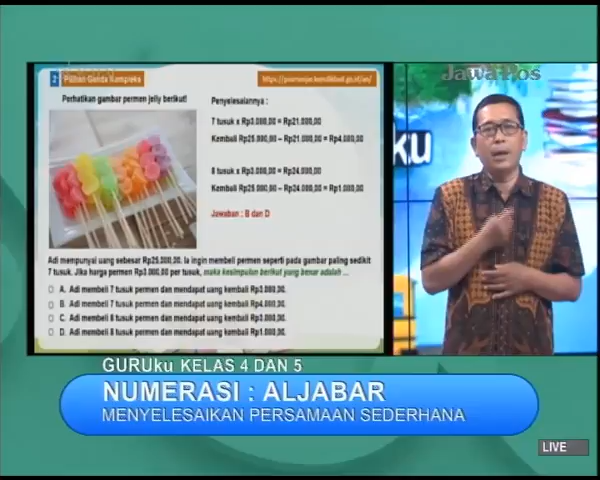 Jawa Pos
2 Pilihan Ganda Kompleks
https://pusmenjar.kemdikbud.go.id/an/
Perhatikan gambar permen jelly berikut!
Penyelesaiannya :
7 tusuk x Rp3.000,00 = Rp21.000,00
Kembali Rp25.000,00 – Rp21.000,00 = Rp4.000,00
8 tusuk x Rp3.000,00 = Rp24.000,00
Kembali Rp25.000,00 – Rp24.000,00 = Rp1.000,00
Jawaban : B dan D
Adi mempunyai uang sebesar Rp25.000,00. Ia ingin membeli permen seperti pada gambar paling sedikit
7 tusuk. Jika harga permen Rp3.000,00 per tusuk, maka kesimpulan berikut yang benar adalah ...
A. Adi membeli 7 tusuk permen dan mendapat uang kembali Rp3.000,00.
B. Adi membeli 7 tusuk permen dan mendapat uang kembali Rp4.000,00.
C. Adi membeli 8 tusuk permen dan mendapat uang kembali Rp3.000,00.
D. Adi membeli 8 tusuk permen dan mendapat uang kembali Rp1.000,00.
ku
GURUku KELAS 4 DAN 5
NUMERASI : ALJABAR
MENYELESAIKAN PERSAMAAN SEDERHANA
LIVE